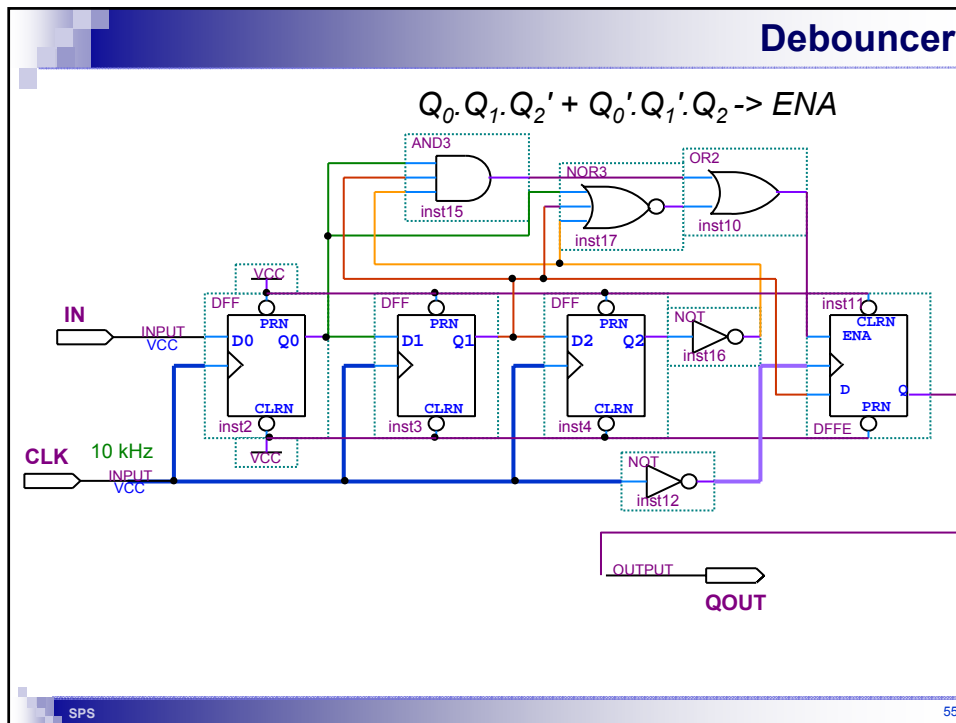 Debouncer
Q0.Q1.Q2' + Q0'.Q1'.Q2 -> ENA
AND3
inst15
NOR3
inst17
OR2
inst10
VCC
IN
INPUT
VCC
DFF
PRN
D0
Q0
CLRN
inst2
DFF
PRN
D1
Q1
CLRN
inst3
DFF
PRN
D2
Q2
CLRN
inst4
NOT
inst16
inst11
CLRN
ENA
D
Q
PRN
DFFE
VCC
CLK
10 kHz
INPUT
VCC
NOT
inst12
OUTPUT
QOUT
SPS
55